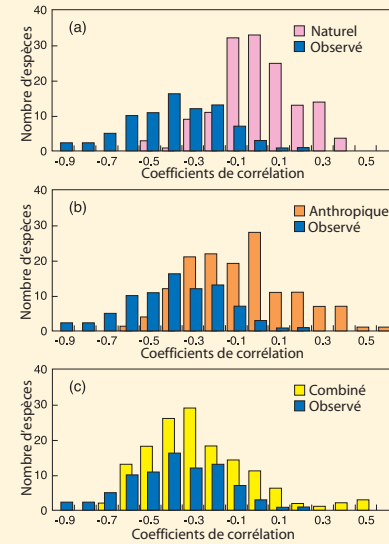 Nombre d'espèces
40
30
20
10
0
(a)
Naturel
Observé
-0.9 -0.7 -0.5 -0.3 -0.1 0.1 0.3 0.5
Coefficients de corrélation
Nombre d'espèces
40
30
20
10
0
(b)
Anthropique
Observé
-0.9 -0.7 -0.5 -0.3 -0.1 0.1 0.3 0.5
Coefficients de corrélation
Nombre d'espèces
40
30
20
10
0
(c)
Combiné
Observé
-0.9 -0.7 -0.5 -0.3 -0.1 0.1 0.3 0.5
Coefficients de corrélation